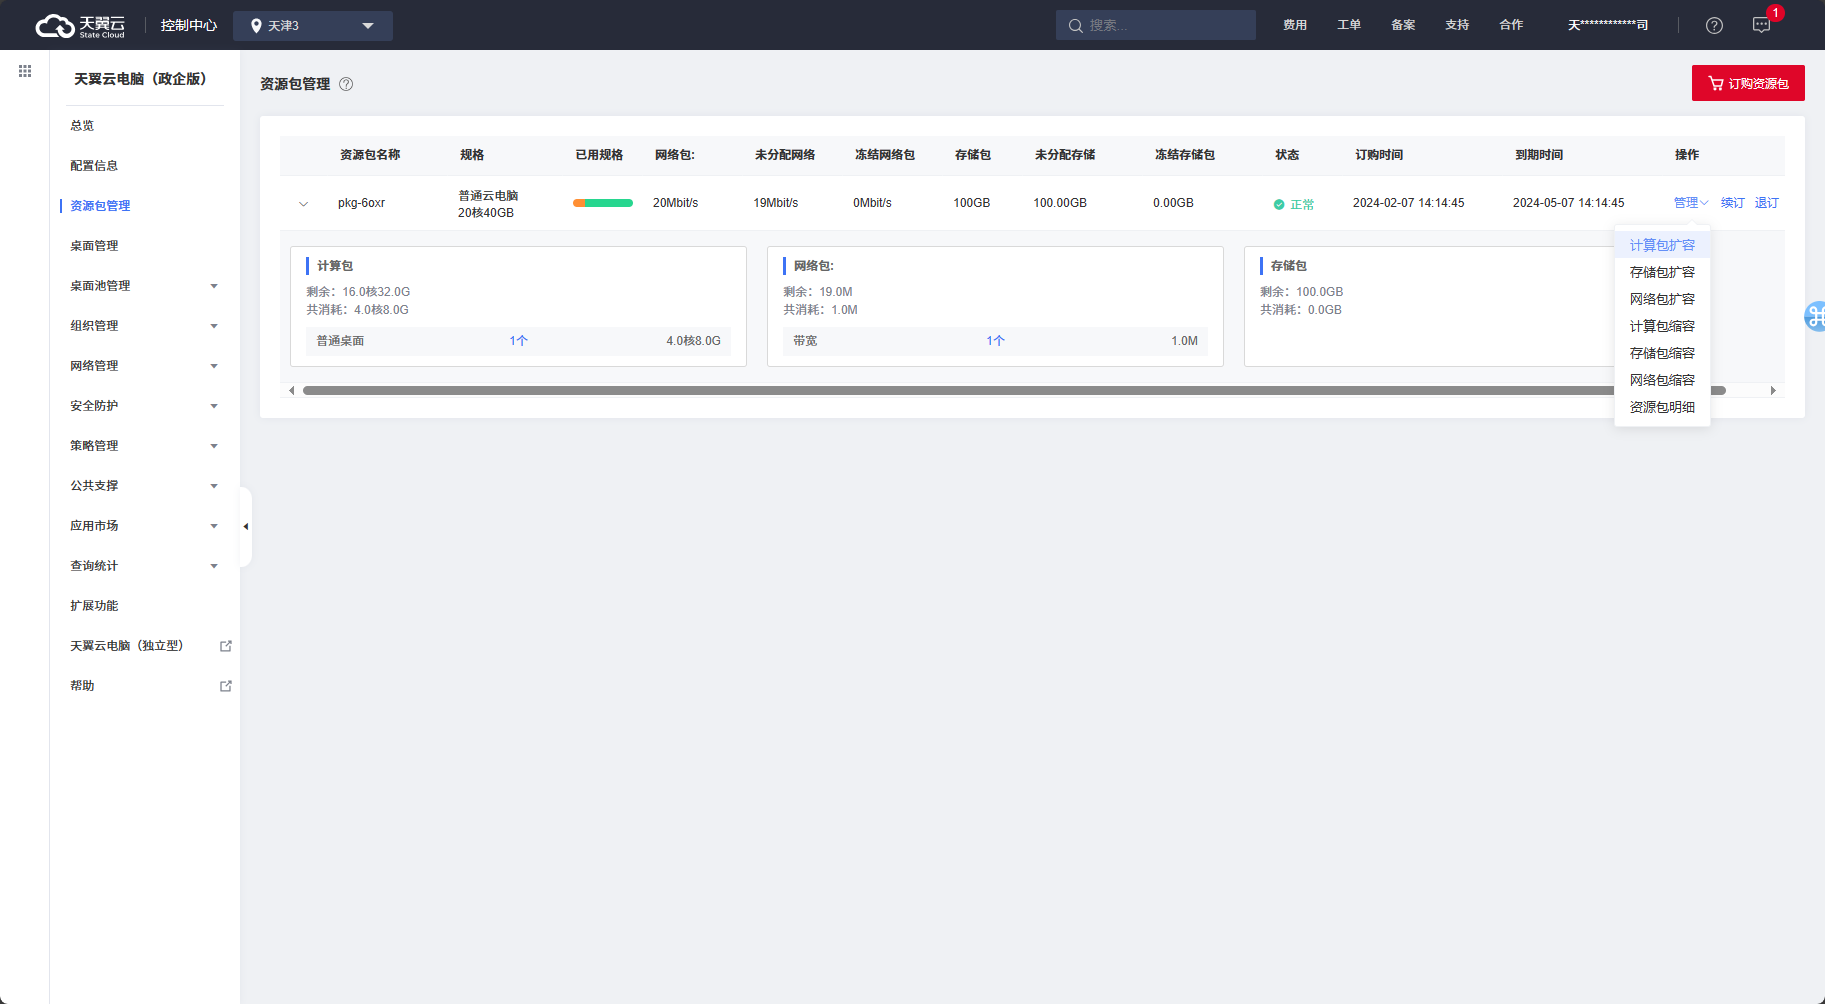 天翼云
State Cloud
控制中心
天津3
搜索...
费用
工单
备案
支持
合作
天************司
1
天翼云电脑（政企版）
总览
配置信息
资源包管理
桌面管理
桌面池管理
组织管理
网络管理
安全防护
策略管理
公共支撑
应用市场
查询统计
扩展功能
天翼云电脑（独立型）
帮助
资源包管理
订购资源包
资源包名称 规格 已用规格 网络包: 未分配网络 冻结网络包 存储包 未分配存储 冻结存储包 状态 订购时间 到期时间 操作
pkg-6oxr 普通云电脑 20Mbit/s 19Mbit/s 0Mbit/s 100GB 100.00GB 0.00GB 正常 2024-02-07 14:14:45 2024-05-07 14:14:45 管理 续订 退订
20核40GB
计算包
剩余：16.0核32.0G
共消耗：4.0核8.0G
普通桌面 1个 4.0核8.0G
网络包:
剩余：19.0M
共消耗：1.0M
带宽 1个 1.0M
存储包
剩余：100.0GB
共消耗：0.0GB
计算包扩容
存储包扩容
网络包扩容
计算包缩容
存储包缩容
网络包缩容
资源包明细